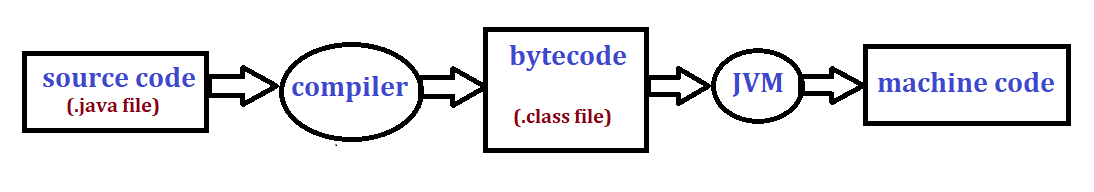 source code
(.java file)
compiler
bytecode
(.class file)
JVM
machine code